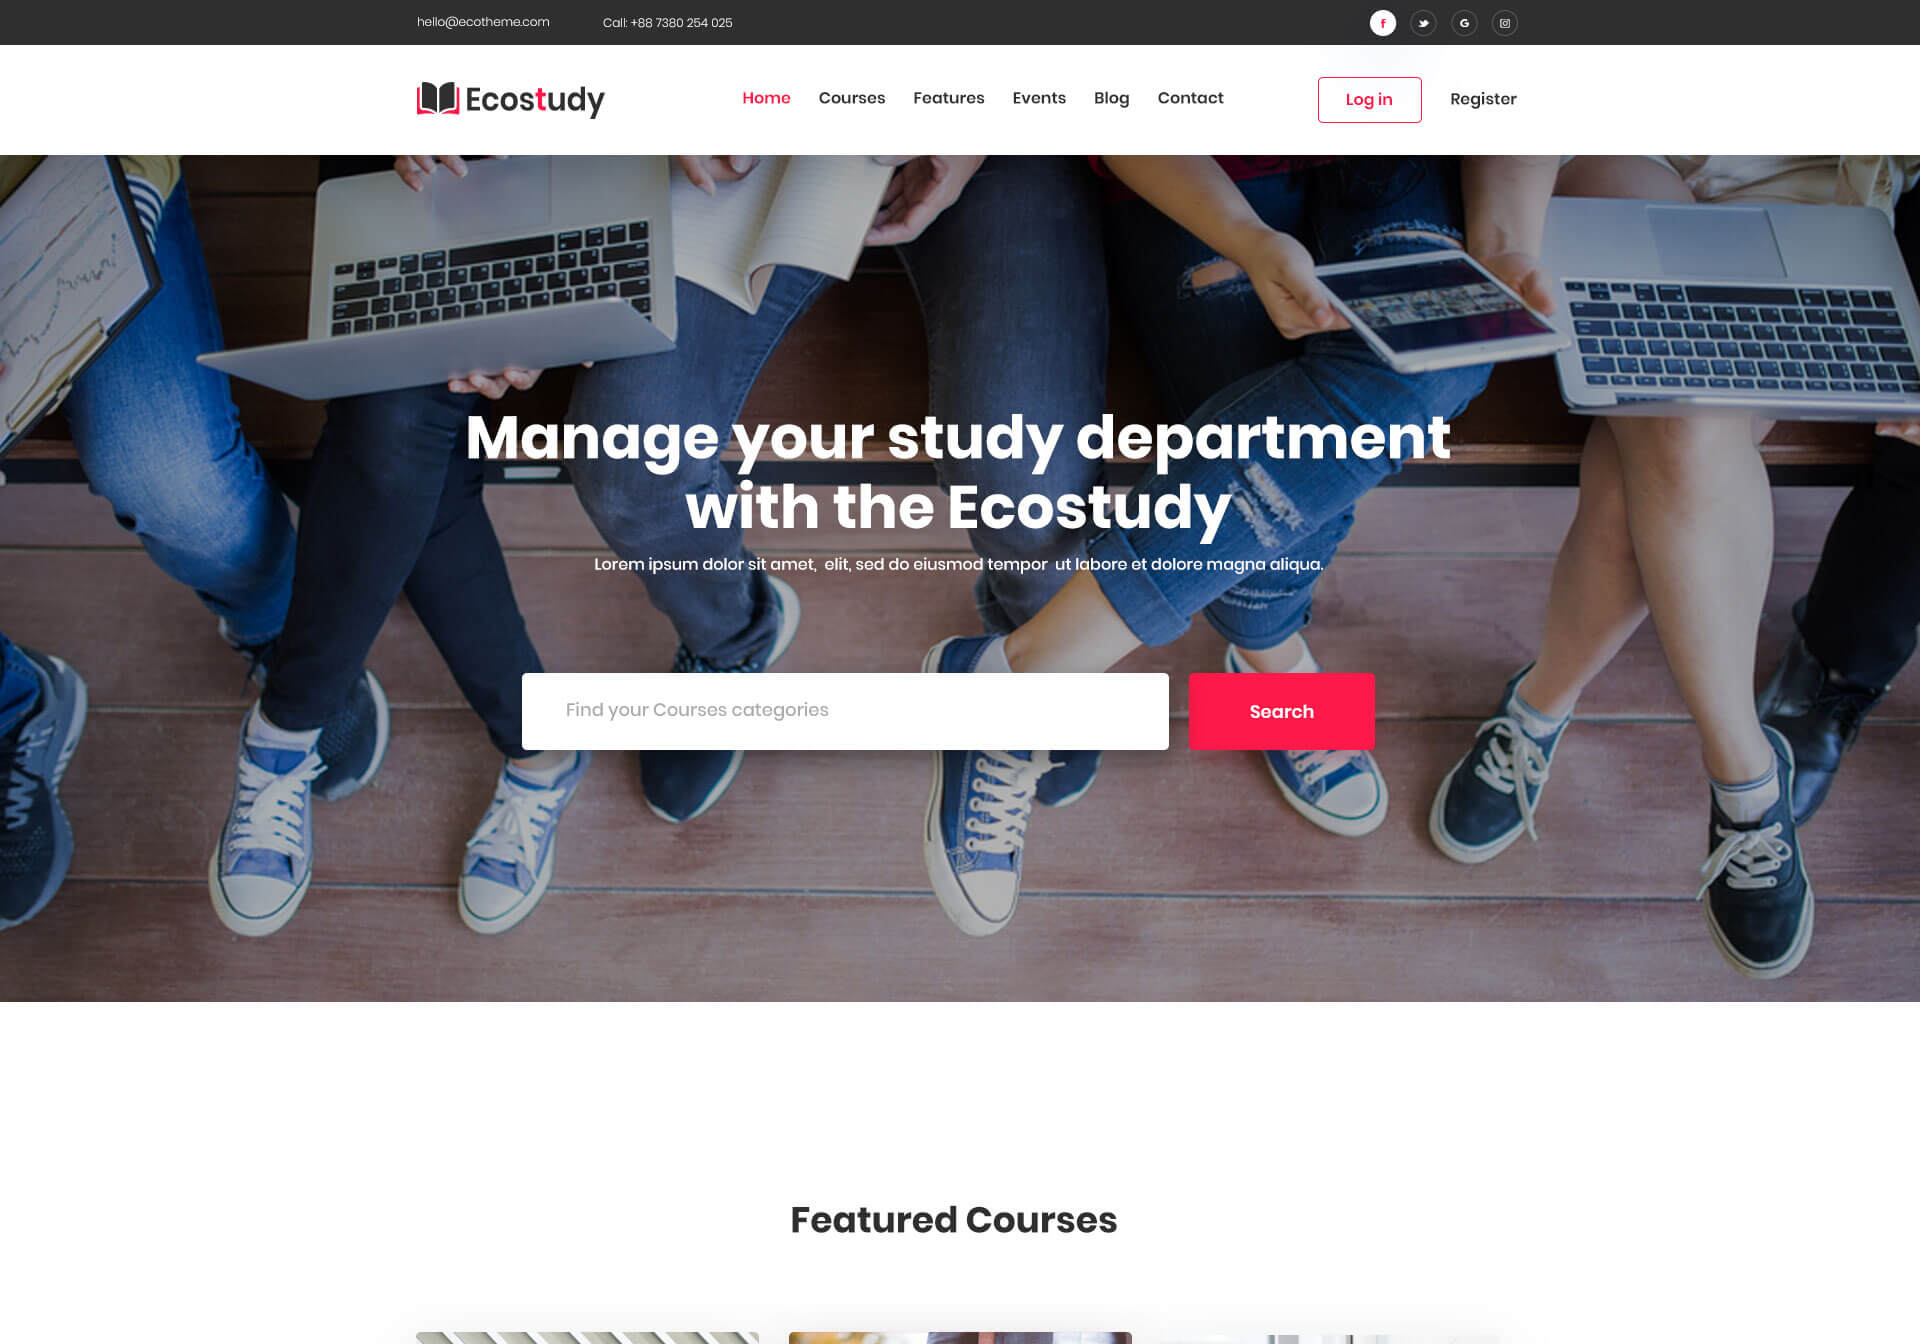 hello@ecotheme.com
Call: +88 7380 254 025
Ecostudy
Home
Courses
Features
Events
Blog
Contact
Log in
Register
Manage your study department
with the Ecostudy
Lorem ipsum dolor sit amet, elit, sed do eiusmod tempor ut labore et dolore magna aliqua.
Find your Courses categories
Search
Featured Courses